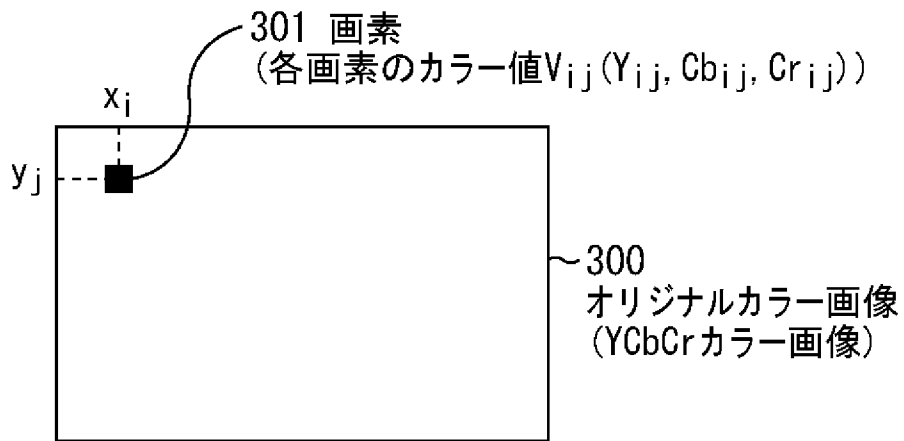 301 画素
(各画素のカラー値Vij(Yij,Cbij,Crij))
xi
yj
300
オリジナルカラー画像
(YCbCrカラー画像)